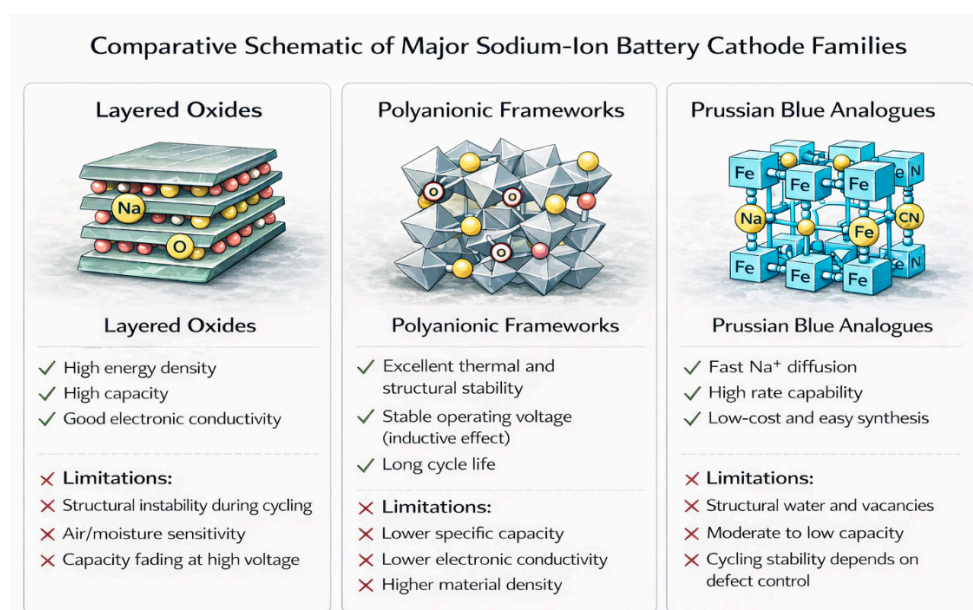 Comparative Schematic of Major Sodium-Ion Battery Cathode Families
Layered Oxides
Na
O
Layered Oxides
✓ High energy density
✓ High capacity
✓ Good electronic conductivity
✗ Limitations:
✗ Structural instability during cycling
✗ Air/moisture sensitivity
✗ Capacity fading at high voltage
Polyanionic Frameworks
O
O
O
Polyanionic Frameworks
✓ Excellent thermal and
structural stability
✓ Stable operating voltage
(inductive effect)
✓ Long cycle life
✗ Limitations:
✗ Lower specific capacity
✗ Lower electronic conductivity
✗ Higher material density
Prussian Blue Analogues
Fe
Fe
Fe
e N
Na
Fe
CN
Fe
Fe
Fe
e N
Prussian Blue Analogues
✓ Fast Na⁺ diffusion
✓ High rate capability
✓ Low-cost and easy synthesis
✗ Limitations:
✗ Structural water and vacancies
✗ Moderate to low capacity
✗ Cycling stability depends on
defect control